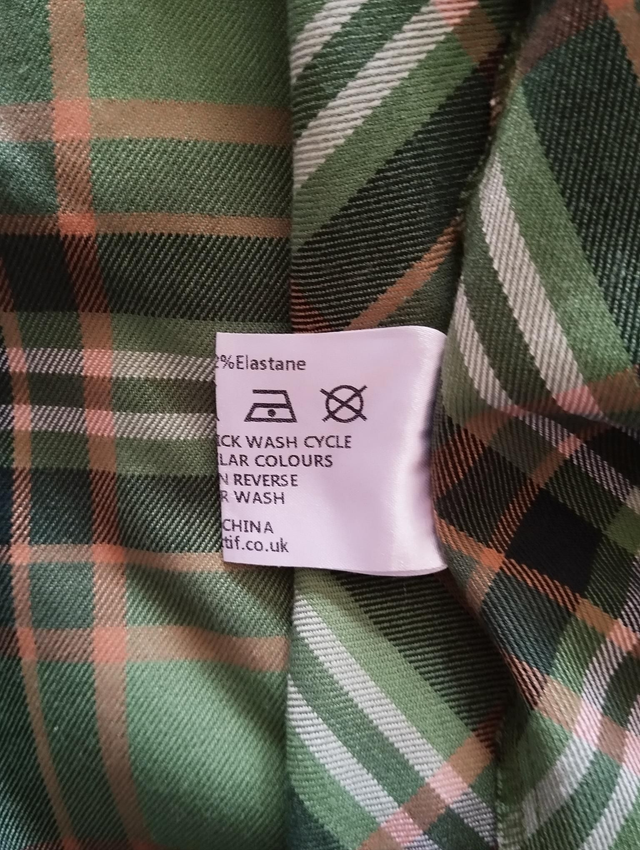 2%Elastane
ICK WASH CYCLE
LAR COLOURS
N REVERSE
R WASH
CHINA
tif.co.uk